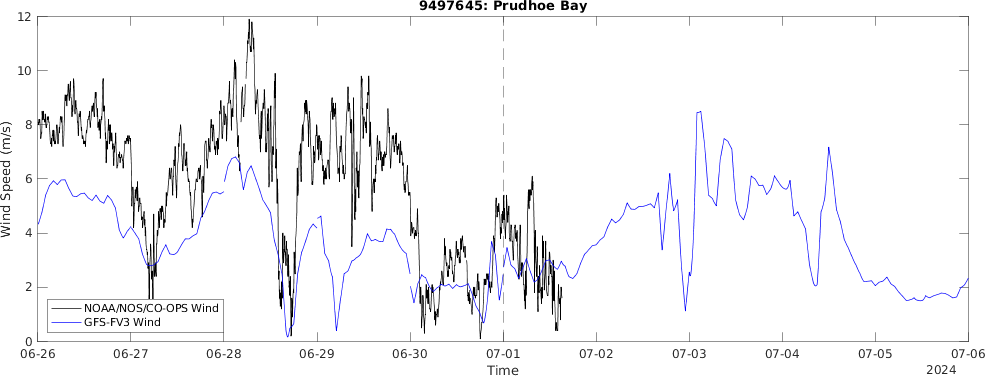 9497645: Prudhoe Bay
12
10
8
6
4
2
0
Wind Speed (m/s)
NOAA/NOS/CO-OPS Wind
GFS-FV3 Wind
06-26 06-27 06-28 06-29 06-30 07-01 07-02 07-03 07-04 07-05 07-06
Time
2024